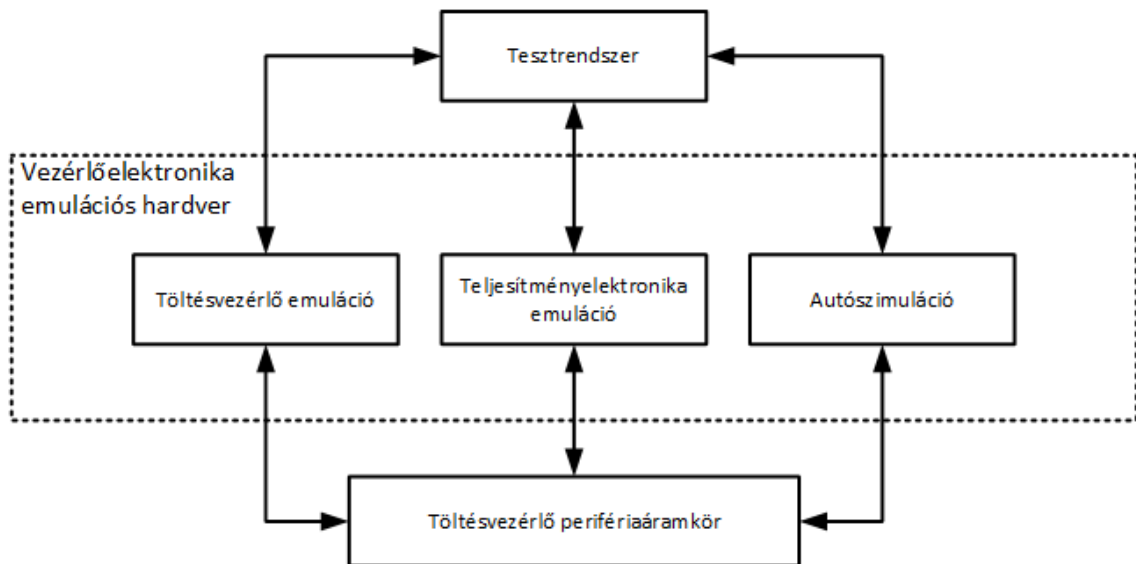 Tesztrendszer
Vezérlőelektronika
emulációs hardver
Töltésvezérlő emuláció
Teljesítményelektronika
emuláció
Autószimuláció
Töltésvezérlő perifériaáramkör